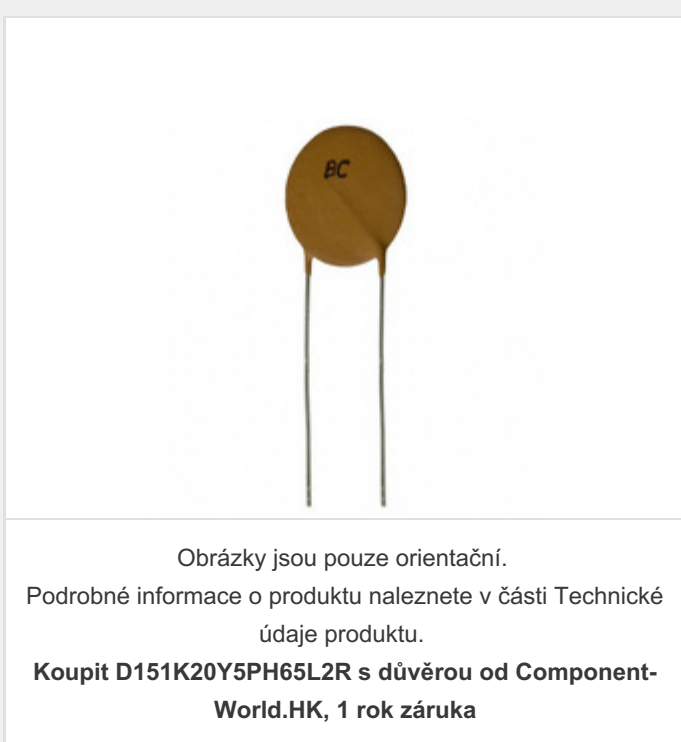 BC
Obrázky jsou pouze orientační.
Podrobné informace o produktu naleznete v části Technické
údaje produktu.
Koupit D151K20Y5PH65L2R s důvěrou od Component-
World.HK, 1 rok záruka